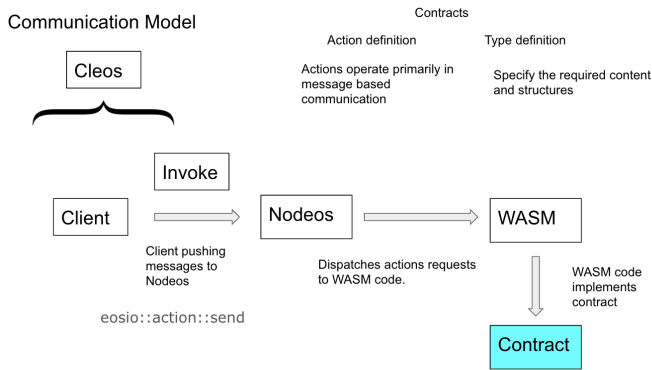 Communication Model
Contracts
Action definition
Type definition
Cleos
Actions operate primarily in
message based
communication
Specify the required content
and structures
Invoke
Client
Nodeos
WASM
Client pushing
messages to
Nodeos
Dispatches actions requests
to WASM code.
WASM code
implements
contract
eosio::action::send
Contract